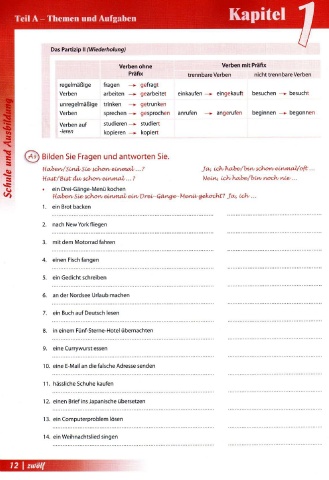 Teil A – Themen und Aufgaben
Kapitel 1
Schule und Ausbildung
Das Partizip II (Wiederholung)
Verben ohne Präfix
Verben mit Präfix
trennbare Verben
nicht trennbare Verben
regelmäßige Verben
fragen → gefragt
arbeiten → gearbeitet
einkaufen → eingekauft
besuchen → besucht
unregelmäßige Verben
trinken → getrunken
sprechen → gesprochen
anrufen → angerufen
beginnen → begonnen
Verben auf -ieren
studieren → studiert
kopieren → kopiert
A1 Bilden Sie Fragen und antworten Sie.
Haben/Sind Sie schon einmal ...?
Ja, ich habe/bin schon einmal/oft ...
Hast/Bist du schon einmal ...?
Nein, ich habe/bin noch nie ...
• ein Drei-Gänge-Menü kochen
Haben Sie schon einmal ein Drei-Gänge-Menü gekocht? Ja, ich ...
1. ein Brot backen
2. nach New York fliegen
3. mit dem Motorrad fahren
4. einen Fisch fangen
5. ein Gedicht schreiben
6. an der Nordsee Urlaub machen
7. ein Buch auf Deutsch lesen
8. in einem Fünf-Sterne-Hotel übernachten
9. eine Currywurst essen
10. eine E-Mail an die falsche Adresse senden
11. hässliche Schuhe kaufen
12. einen Brief ins Japanische übersetzen
13. ein Computerproblem lösen
14. ein Weihnachtslied singen
12 | zwölf